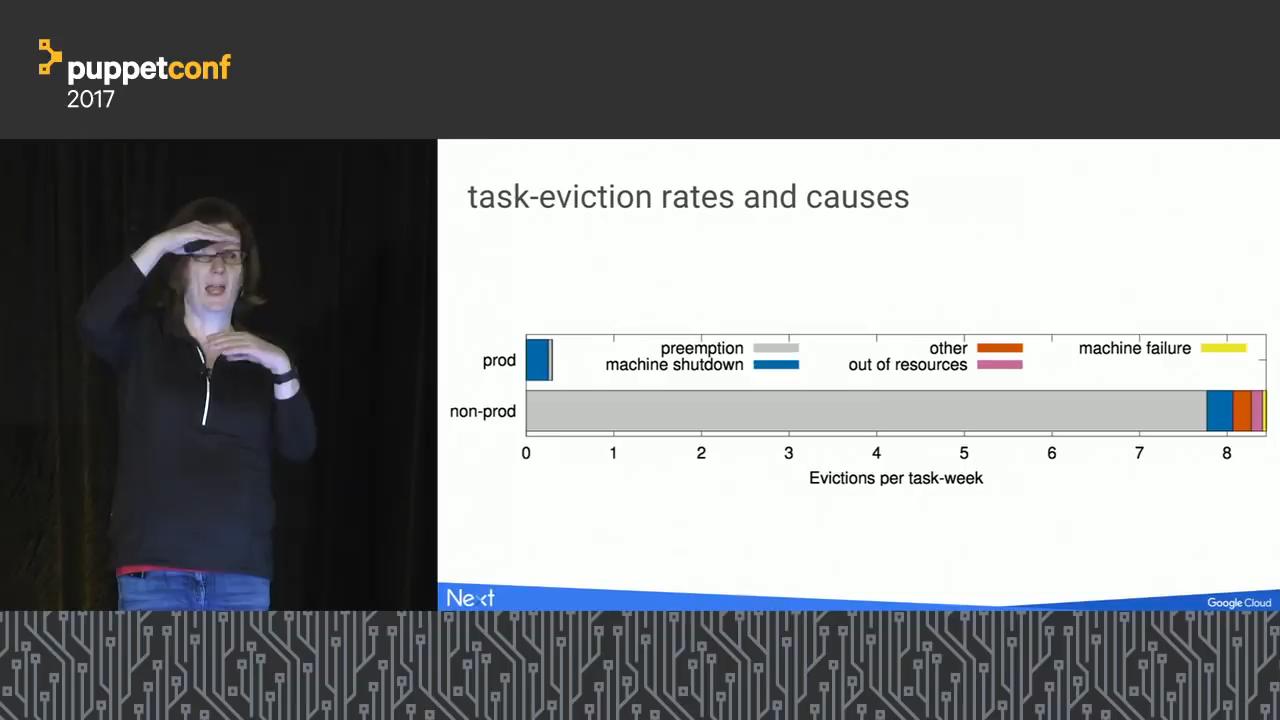 puppetconf
2017
task-eviction rates and causes
prod
non-prod
preemption
machine shutdown
other
out of resources
machine failure
0 1 2 3 4 5 6 7 8
Evictions per task-week
Next
Google Cloud